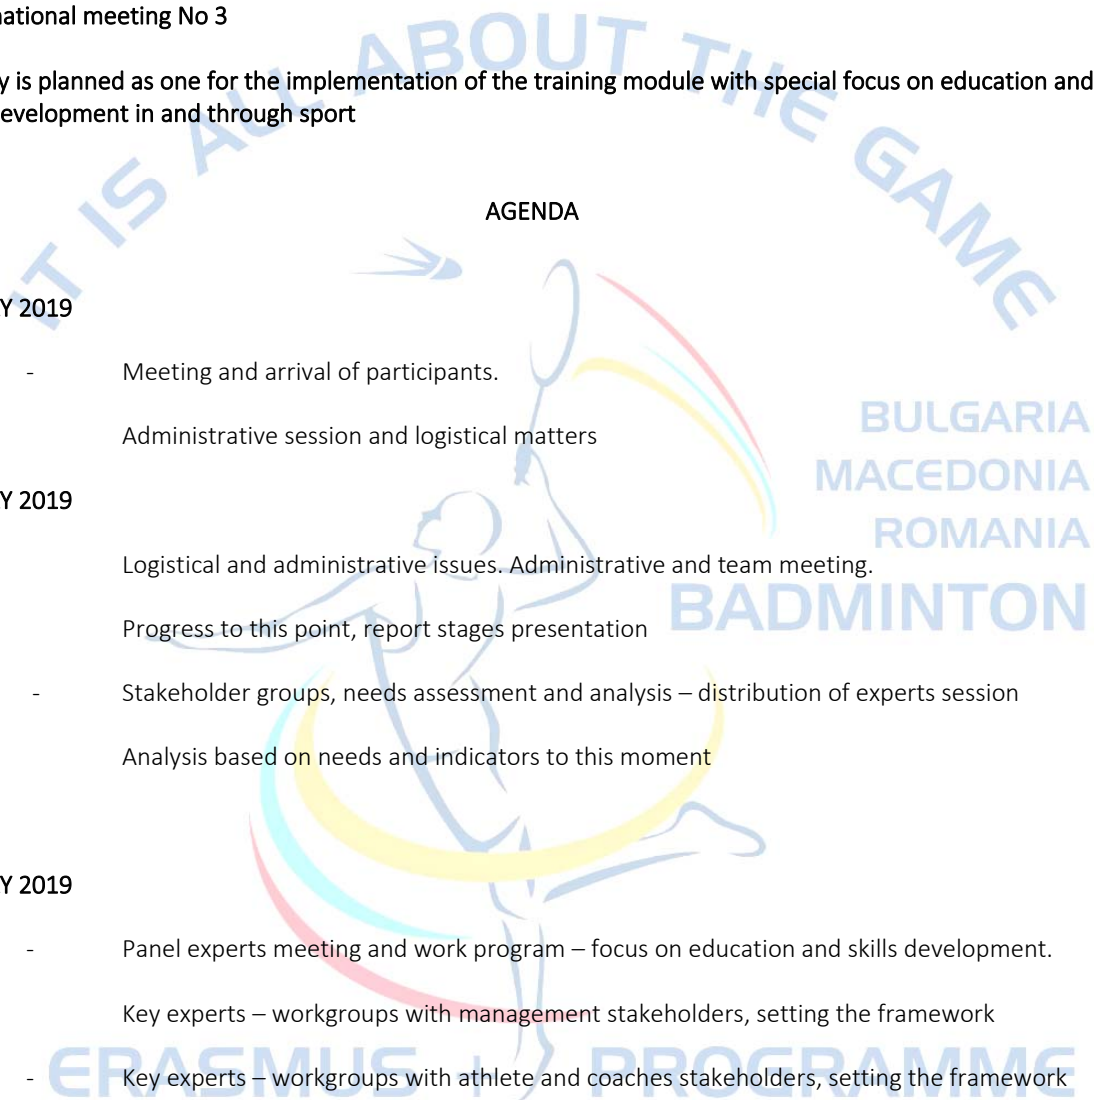 national meeting No 3
y is planned as one for the implementation of the training module with special focus on education and
evelopment in and through sport
IT IS ALL ABOUT THE GAME
AGENDA
Y 2019
- Meeting and arrival of participants.
Administrative session and logistical matters
BULGARIA
MACEDONIA
Y 2019
ROMANIA
Logistical and administrative issues. Administrative and team meeting.
BADMINTON
Progress to this point, report stages presentation
- Stakeholder groups, needs assessment and analysis – distribution of experts session
Analysis based on needs and indicators to this moment
Y 2019
- Panel experts meeting and work program – focus on education and skills development.
Key experts – workgroups with management stakeholders, setting the framework
ERASMUS + PROGRAMME
- Key experts – workgroups with athlete and coaches stakeholders, setting the framework